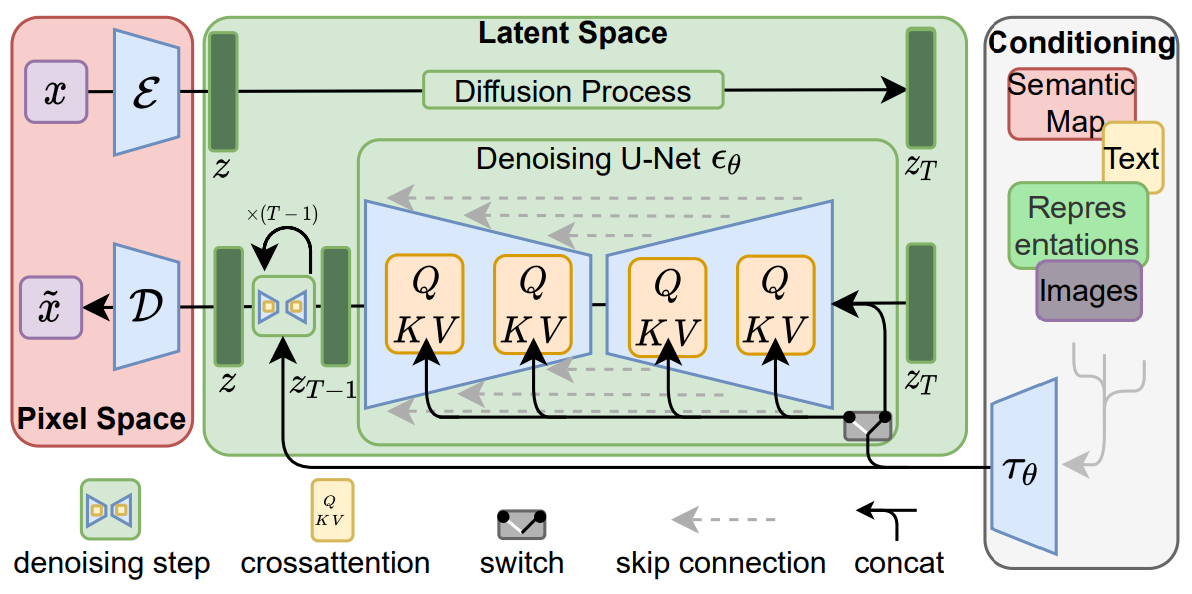 Latent Space
Conditioning
x
ℰ
z
Diffusion Process
z_T
Semantic
Map
Text
Repres
entations
Images
Denoising U-Net ϵ_θ
×(T−1)
x̃
𝒟
z
z_{T−1}
Q
KV
Q
KV
Q
KV
Q
KV
z_T
Pixel Space
τ_θ
Q
KV
denoising step
crossattention
switch
skip connection
concat